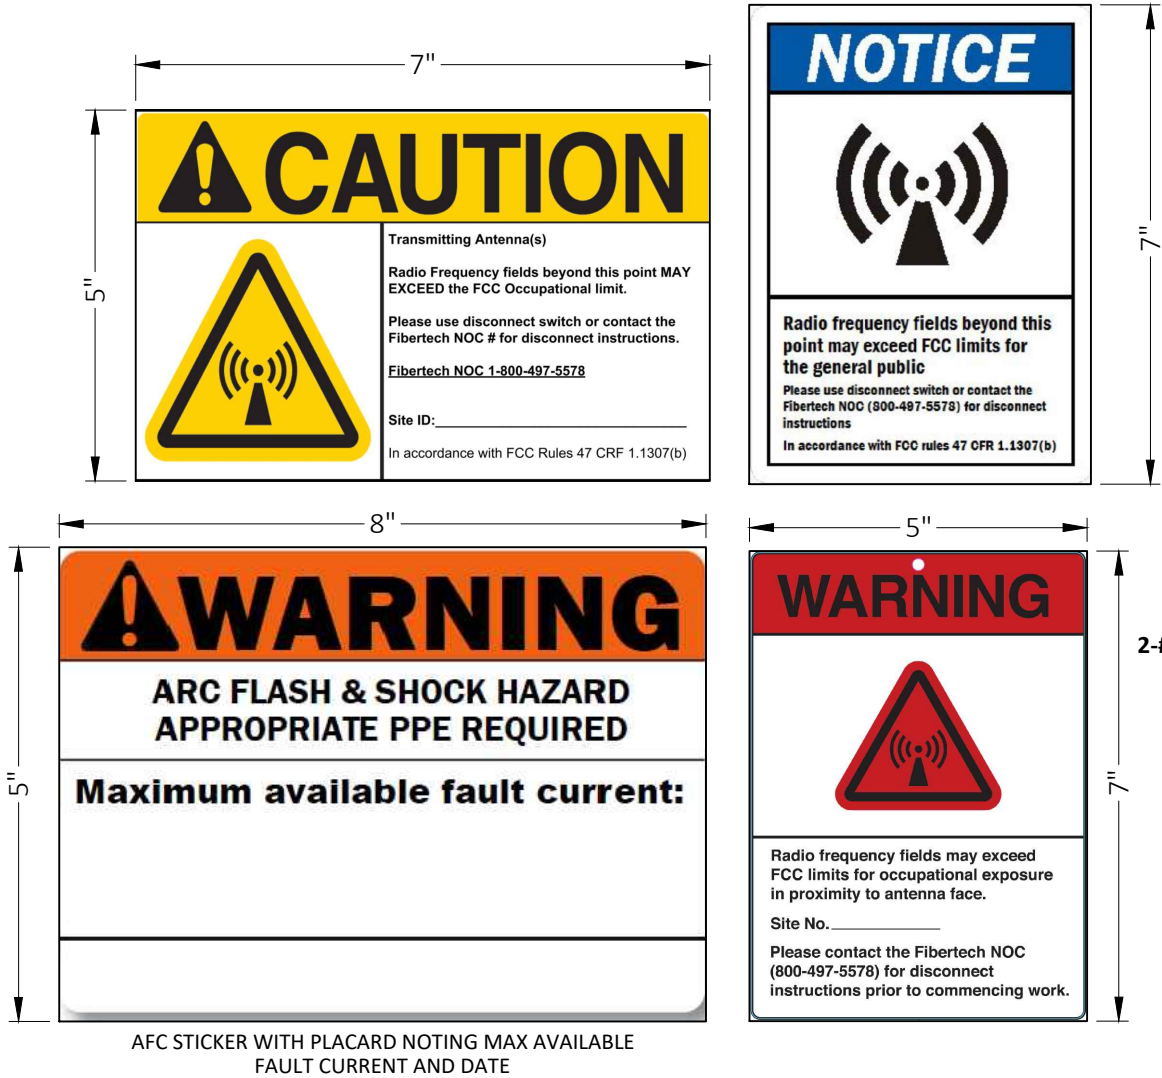 7"
5"
CAUTION
Transmitting Antenna(s)
Radio Frequency fields beyond this point MAY
EXCEED the FCC Occupational limit.
Please use disconnect switch or contact the
Fibertech NOC # for disconnect instructions.
Fibertech NOC 1-800-497-5578
Site ID:
In accordance with FCC Rules 47 CRF 1.1307(b)
NOTICE
Radio frequency fields beyond this
point may exceed FCC limits for
the general public
Please use disconnect switch or contact the
Fibertech NOC (800-497-5578) for disconnect
instructions
In accordance with FCC rules 47 CFR 1.1307(b)
7"
8"
5"
WARNING
ARC FLASH & SHOCK HAZARD
APPROPRIATE PPE REQUIRED
Maximum available fault current:
AFC STICKER WITH PLACARD NOTING MAX AVAILABLE
FAULT CURRENT AND DATE
5"
WARNING
Radio frequency fields may exceed
FCC limits for occupational exposure
in proximity to antenna face.
Site No.
Please contact the Fibertech NOC
(800-497-5578) for disconnect
instructions prior to commencing work.
7"